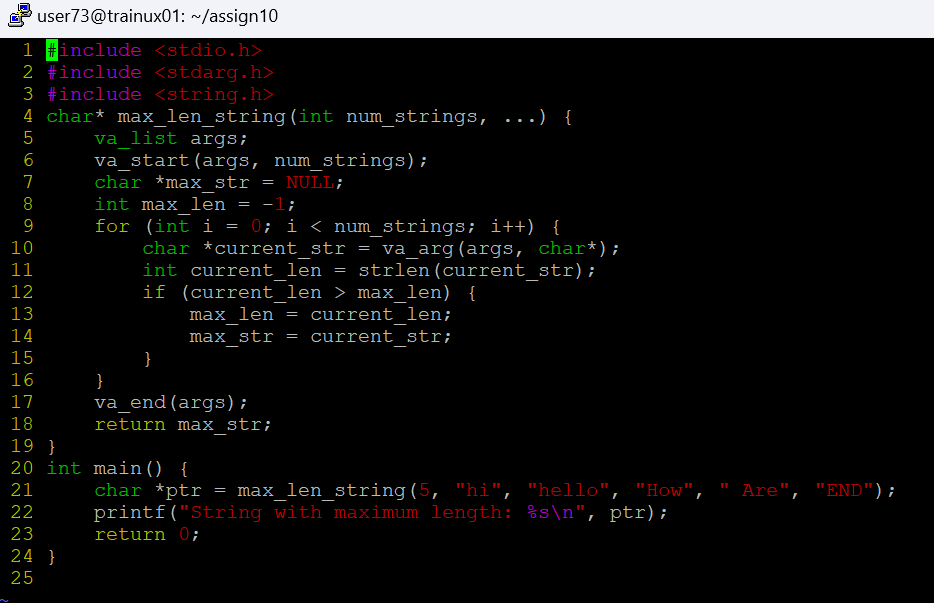 user73@trainux01: ~/assign10
1 #include <stdio.h>
2 #include <stdarg.h>
3 #include <string.h>
4 char* max_len_string(int num_strings, ...) {
5     va_list args;
6     va_start(args, num_strings);
7     char *max_str = NULL;
8     int max_len = -1;
9     for (int i = 0; i < num_strings; i++) {
10         char *current_str = va_arg(args, char*);
11         int current_len = strlen(current_str);
12         if (current_len > max_len) {
13             max_len = current_len;
14             max_str = current_str;
15         }
16     }
17     va_end(args);
18     return max_str;
19 }
20 int main() {
21     char *ptr = max_len_string(5, "hi", "hello", "How", " Are", "END");
22     printf("String with maximum length: %s\n", ptr);
23     return 0;
24 }
25
~